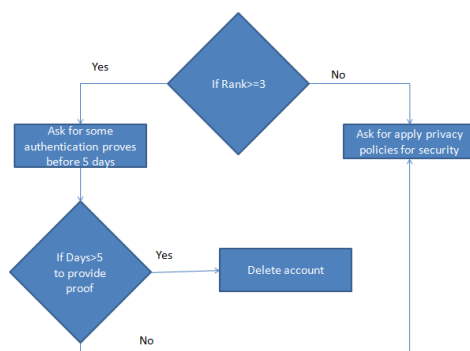 If Rank>=3
Yes
No
Ask for some
authentication proves
before 5 days
Ask for apply privacy
policies for security
If Days>5
to provide
proof
Yes
Delete account
No